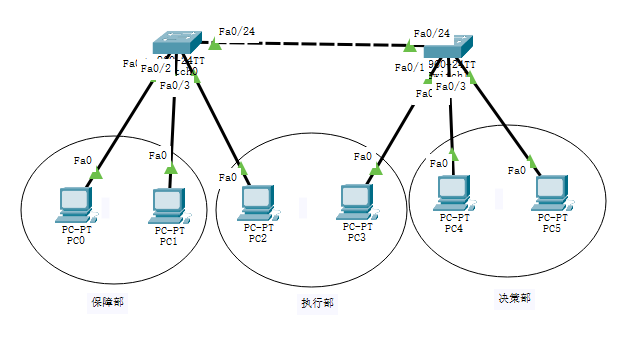 Fa0/24
Fa0/24
Fa0/2
Fa0/3
Fa0/1
Fa0/3
Fa0
Fa0
Fa0
Fa0
Fa0
Fa0
PC-PT
PC0
PC-PT
PC1
PC-PT
PC2
PC-PT
PC3
PC-PT
PC4
PC-PT
PC5
保障部
执行部
决策部